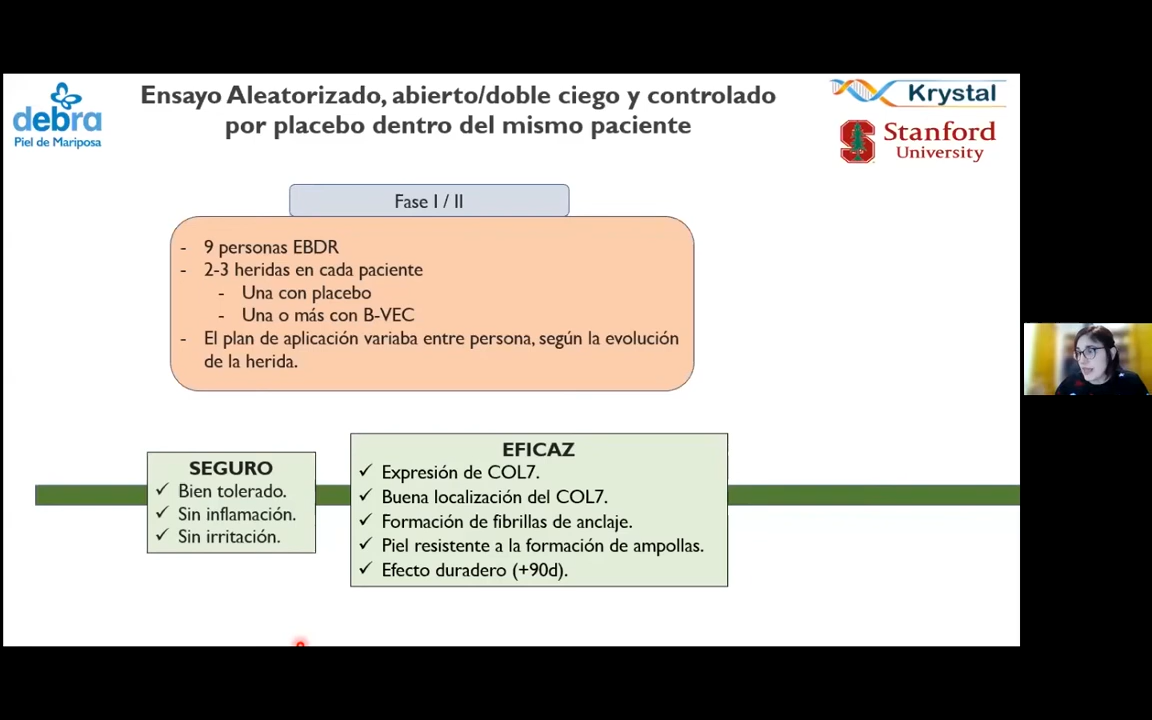 debra
Piel de Mariposa
Ensayo Aleatorizado, abierto/doble ciego y controlado
por placebo dentro del mismo paciente
Krystal
Stanford
University
Fase I / II
- 9 personas EBDR
- 2-3 heridas en cada paciente
- Una con placebo
- Una o más con B-VEC
- El plan de aplicación variaba entre persona, según la evolución
de la herida.
SEGURO
✓ Bien tolerado.
✓ Sin inflamación.
✓ Sin irritación.
EFICAZ
✓ Expresión de COL7.
✓ Buena localización del COL7.
✓ Formación de fibrillas de anclaje.
✓ Piel resistente a la formación de ampollas.
✓ Efecto duradero (+90d).